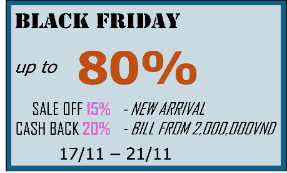 BLACK FRIDAY
up to 80%
SALE OFF 15% - NEW ARRIVAL
CASH BACK 20% - BILL FROM 2,000,000VND
17/11 – 21/11